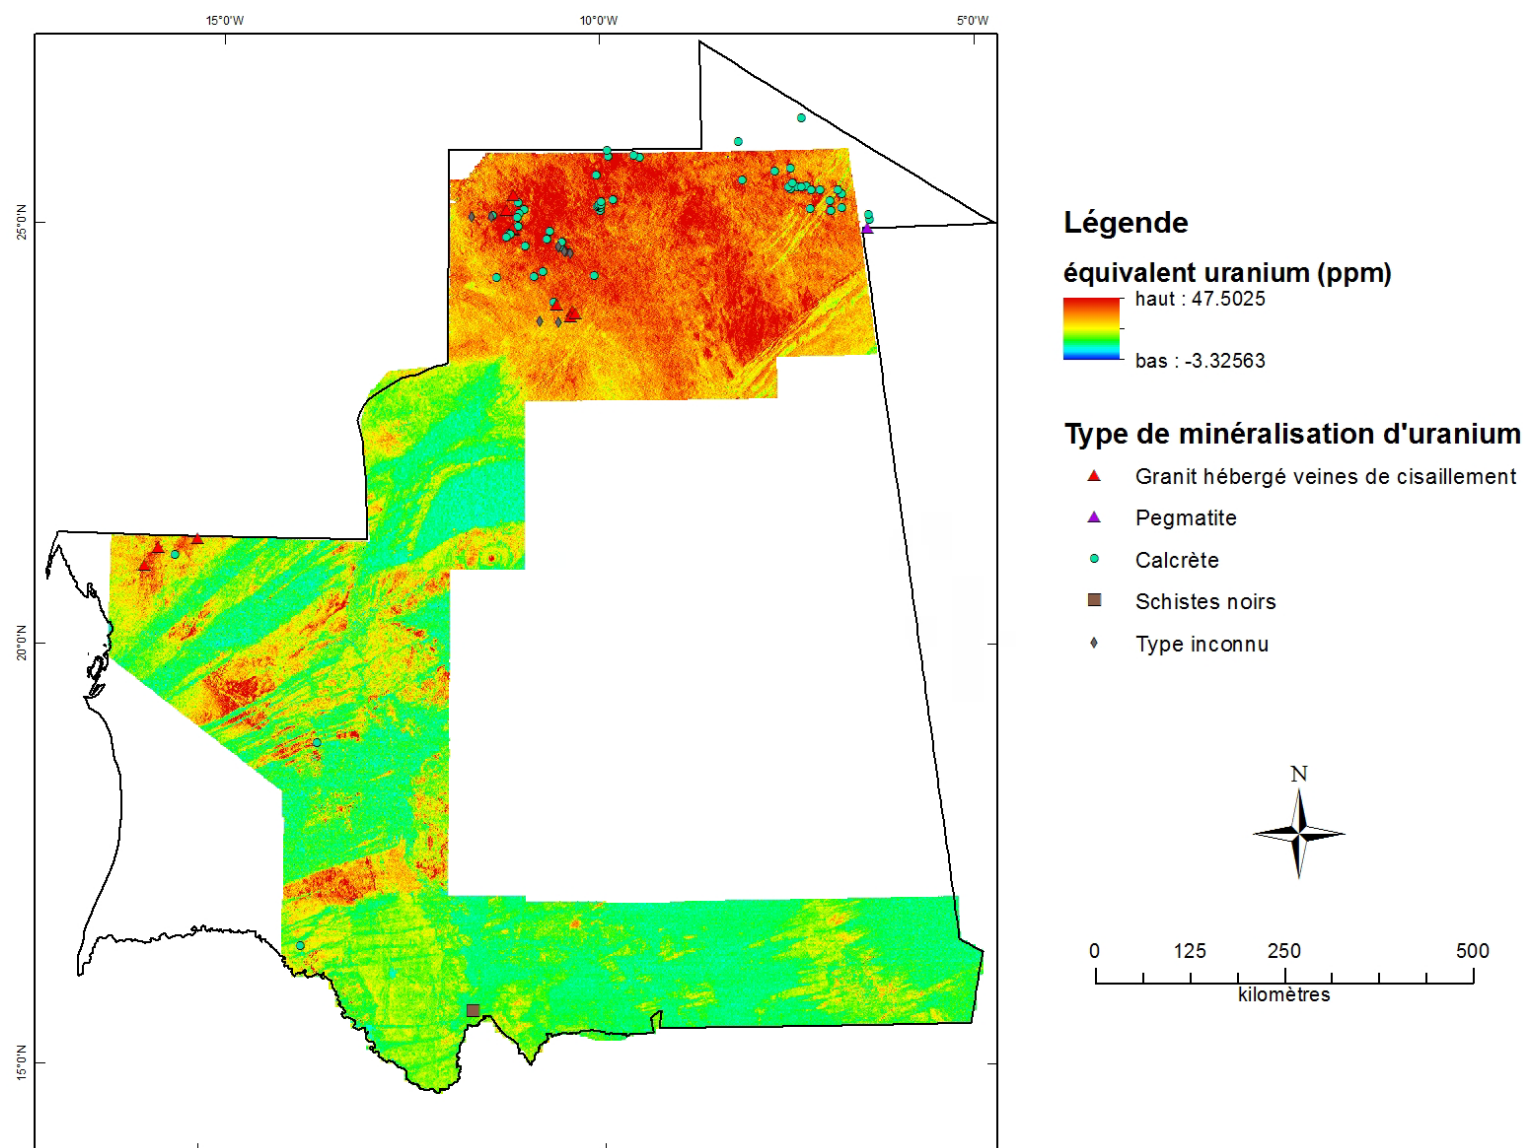 15°0'W
10°0'W
5°0'W
25°0'N
20°0'N
15°0'N
Légende
équivalent uranium (ppm)
haut : 47.5025
bas : -3.32563
Type de minéralisation d'uranium
Granit hébergé veines de cisaillement
Pegmatite
Calcrète
Schistes noirs
Type inconnu
N
0 125 250 500
kilomètres